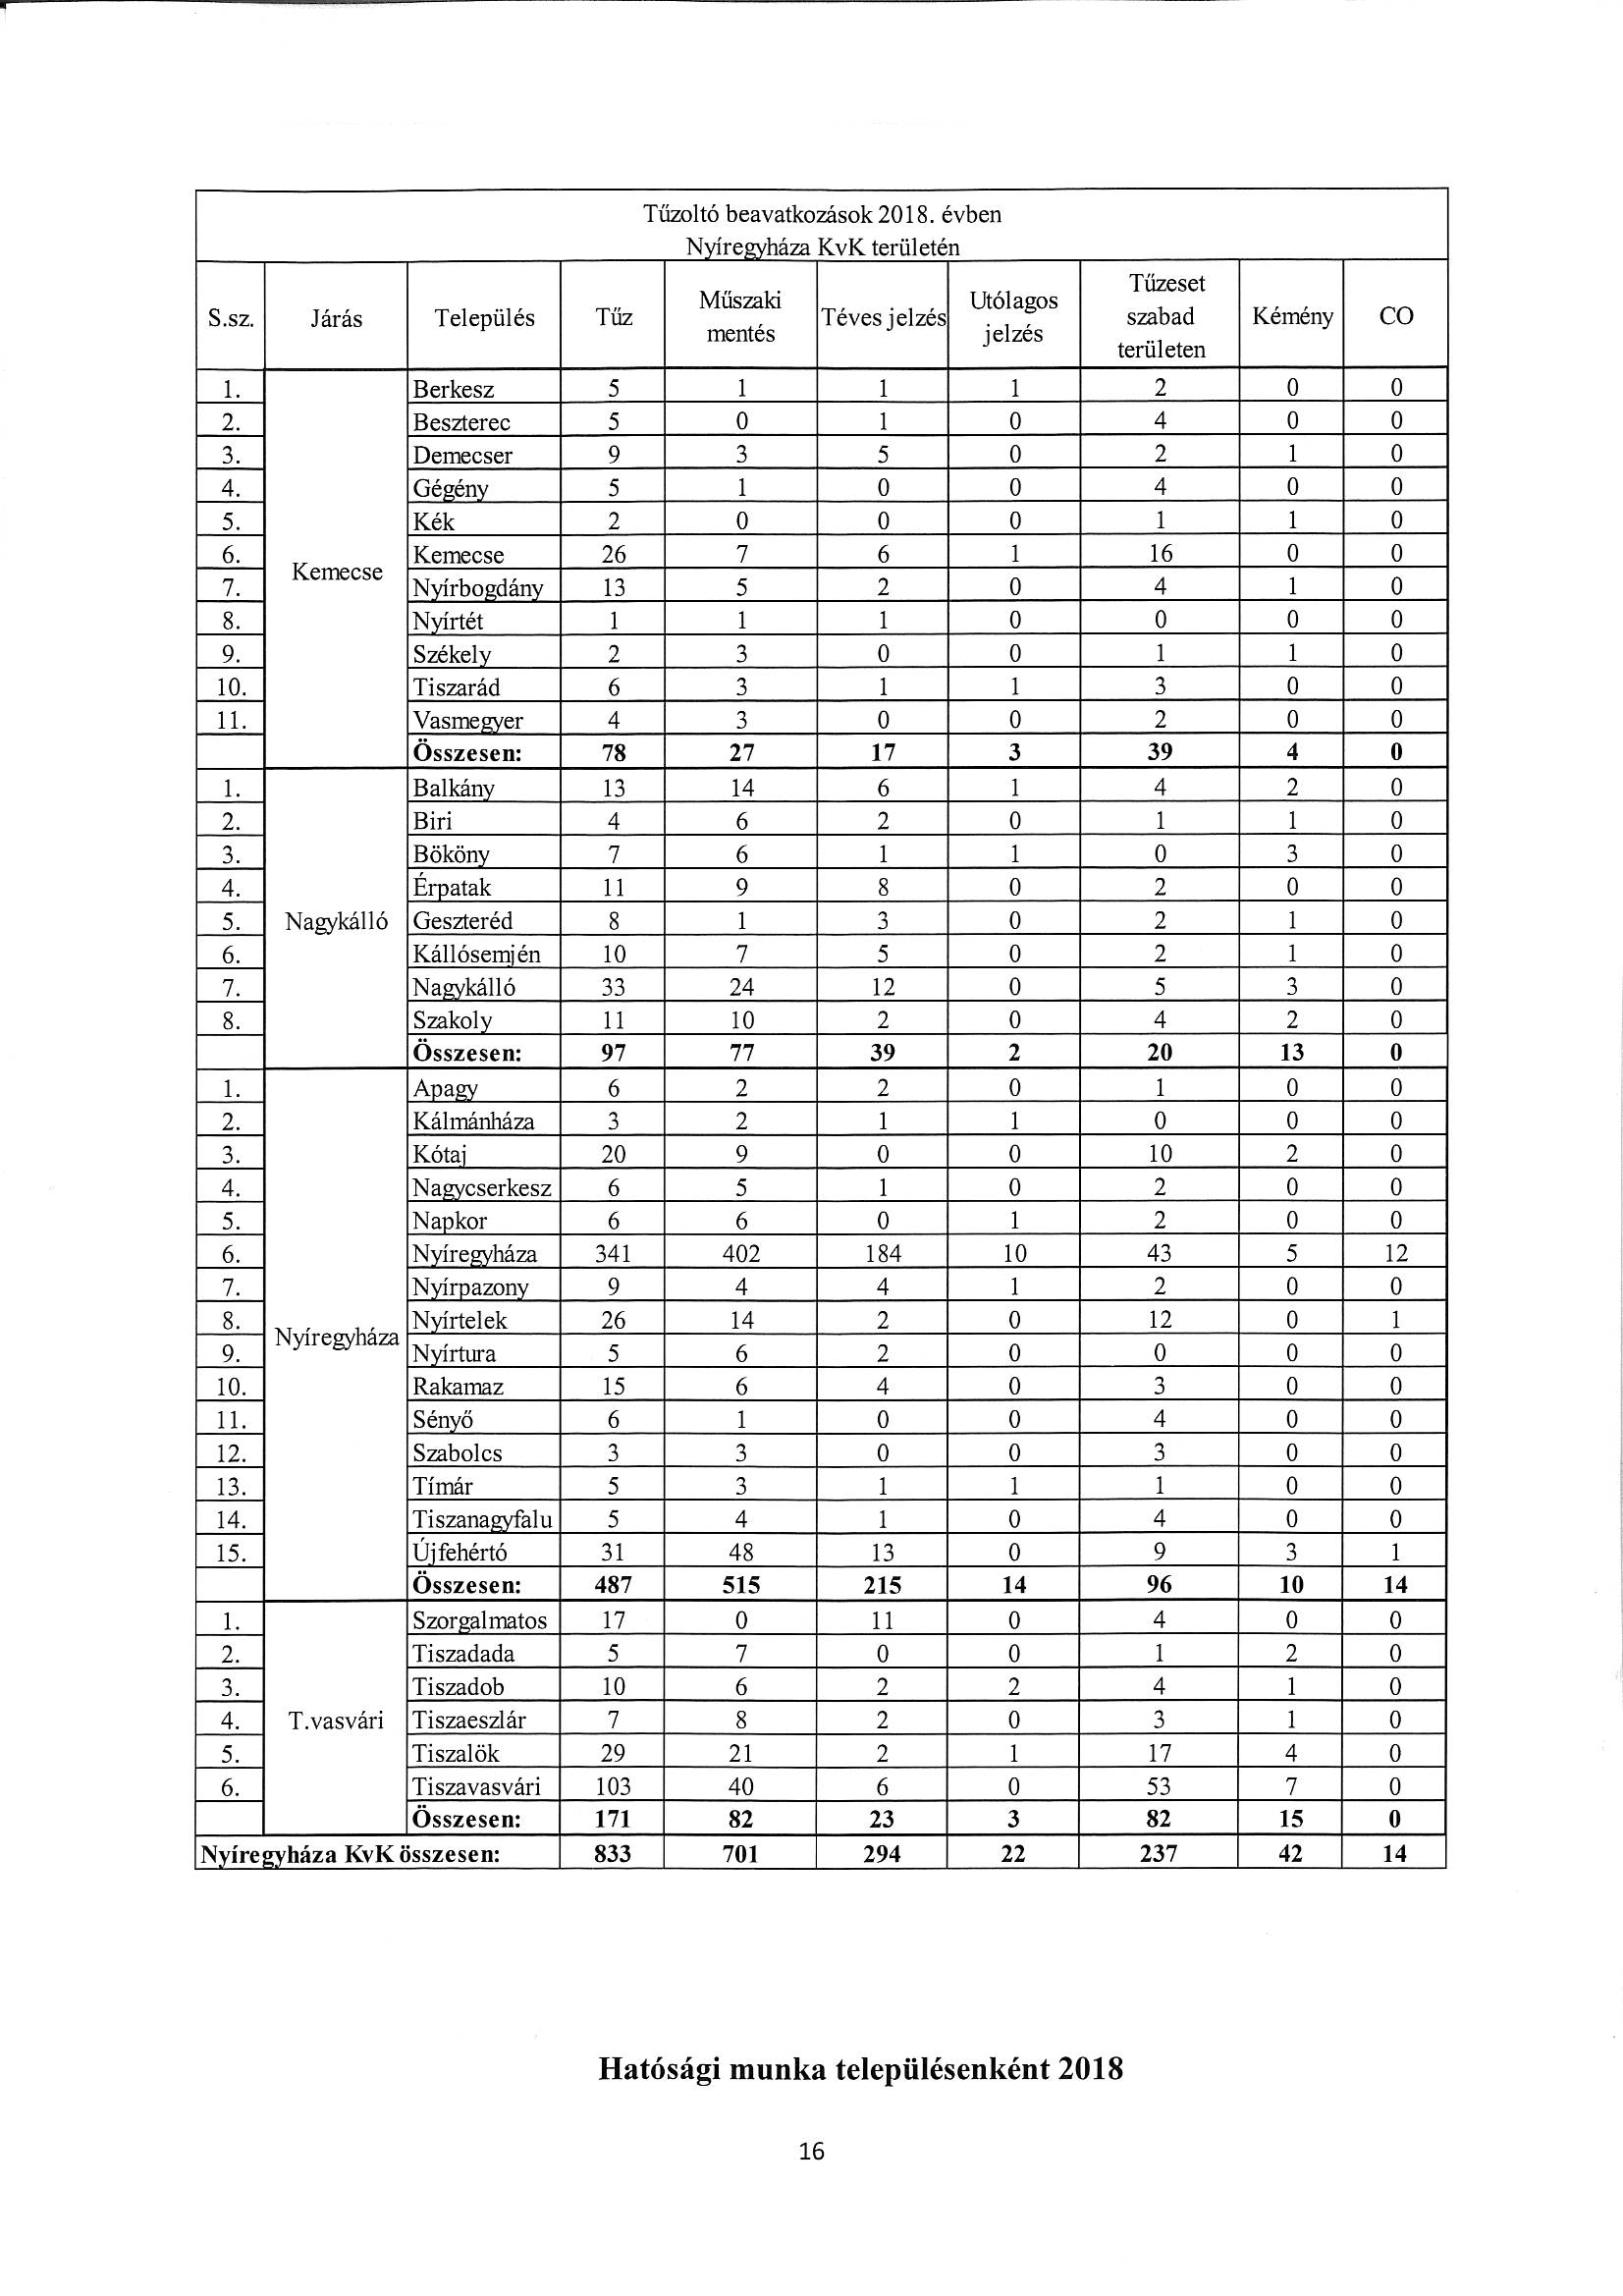 Tűzoltó beavatkozások 2018. évben
Nyíregyháza KvK területén
S.sz. Járás Település Tűz Műszaki mentés Téves jelzés Utólagos jelzés Tűzeset szabad területen Kémény CO
Kemecse
1. Berkesz 5 1 1 1 2 0 0
2. Beszterec 5 0 1 0 4 0 0
3. Demecser 9 3 5 0 2 1 0
4. Gégény 5 1 0 0 4 0 0
5. Kék 2 0 0 0 1 1 0
6. Kemecse 26 7 6 1 16 0 0
7. Nyírbogdány 13 5 2 0 4 1 0
8. Nyírtét 1 1 1 0 0 0 0
9. Székely 2 3 0 0 1 1 0
10. Tiszarád 6 3 1 1 3 0 0
11. Vasmegyer 4 3 0 0 2 0 0
Összesen: 78 27 17 3 39 4 0
Nagykálló
1. Balkány 13 14 6 1 4 2 0
2. Biri 4 6 2 0 1 1 0
3. Bököny 7 6 1 1 0 3 0
4. Érpatak 11 9 8 0 2 0 0
5. Geszteréd 8 1 3 0 2 1 0
6. Kállósemjén 10 7 5 0 2 1 0
7. Nagykálló 33 24 12 0 5 3 0
8. Szakoly 11 10 2 0 4 2 0
Összesen: 97 77 39 2 20 13 0
Nyíregyháza
1. Apagy 6 2 2 0 1 0 0
2. Kálmánháza 3 2 1 1 0 0 0
3. Kótaj 20 9 0 0 10 2 0
4. Nagycserkesz 6 5 1 0 2 0 0
5. Napkor 6 6 0 1 2 0 0
6. Nyíregyháza 341 402 184 10 43 5 12
7. Nyírpazony 9 4 4 1 2 0 0
8. Nyírtelek 26 14 2 0 12 0 1
9. Nyírtura 5 6 2 0 0 0 0
10. Rakamaz 15 6 4 0 3 0 0
11. Sényő 6 1 0 0 4 0 0
12. Szabolcs 3 3 0 0 3 0 0
13. Tímár 5 3 1 1 1 0 0
14. Tiszanagyfalu 5 4 1 0 4 0 0
15. Újfehértó 31 48 13 0 9 3 1
Összesen: 487 515 215 14 96 10 14
T.vasvári
1. Szorgalmatos 17 0 11 0 4 0 0
2. Tiszadada 5 7 0 0 1 2 0
3. Tiszadob 10 6 2 2 4 1 0
4. Tiszaeszlár 7 8 2 0 3 1 0
5. Tiszalök 29 21 2 1 17 4 0
6. Tiszavasvári 103 40 6 0 53 7 0
Összesen: 171 82 23 3 82 15 0
Nyíregyháza KvK összesen: 833 701 294 22 237 42 14
Hatósági munka településenként 2018
16